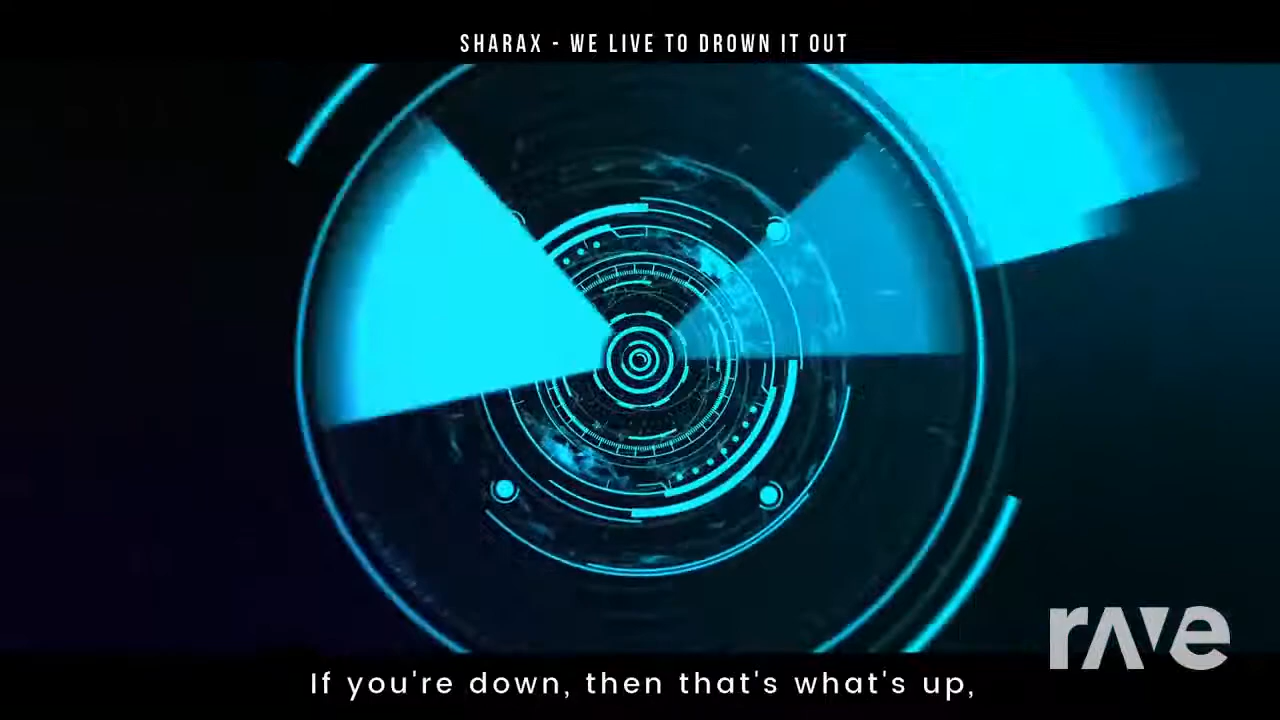 SHARAX - WE LIVE TO DROWN IT OUT
rave
If you're down, then that's what's up,